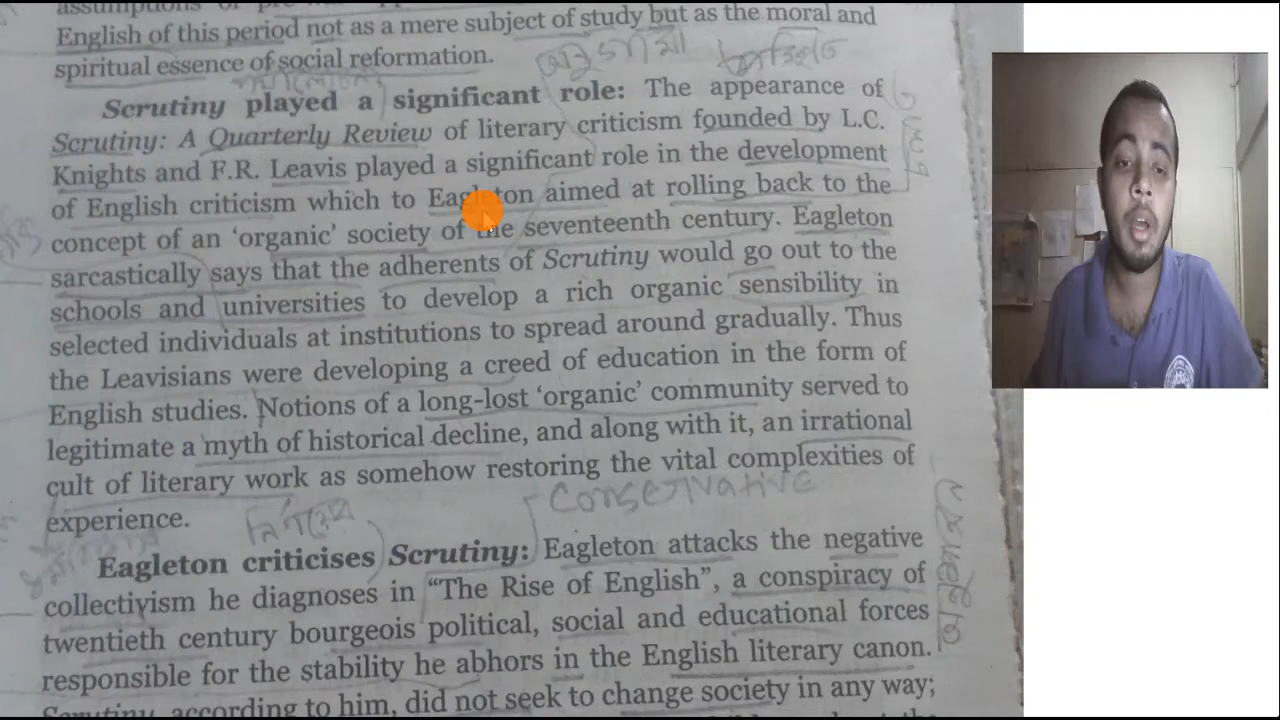 English of this period not as a mere subject of study but as the moral and
spiritual essence of social reformation.
Scrutiny played a significant role: The appearance of
Scrutiny: A Quarterly Review of literary criticism founded by L.C.
Knights and F.R. Leavis played a significant role in the development
of English criticism which to Eagleton aimed at rolling back to the
concept of an ‘organic’ society of the seventeenth century. Eagleton
sarcastically says that the adherents of Scrutiny would go out to the
schools and universities to develop a rich organic sensibility in
selected individuals at institutions to spread around gradually. Thus
the Leavisians were developing a creed of education in the form of
English studies. Notions of a long-lost ‘organic’ community served to
legitimate a myth of historical decline, and along with it, an irrational
cult of literary work as somehow restoring the vital complexities of
experience.
Conservative
Eagleton criticises Scrutiny: Eagleton attacks the negative
collectivism he diagnoses in “The Rise of English”, a conspiracy of
twentieth century bourgeois political, social and educational forces
responsible for the stability he abhors in the English literary canon.
Scrutiny, according to him, did not seek to change society in any way;